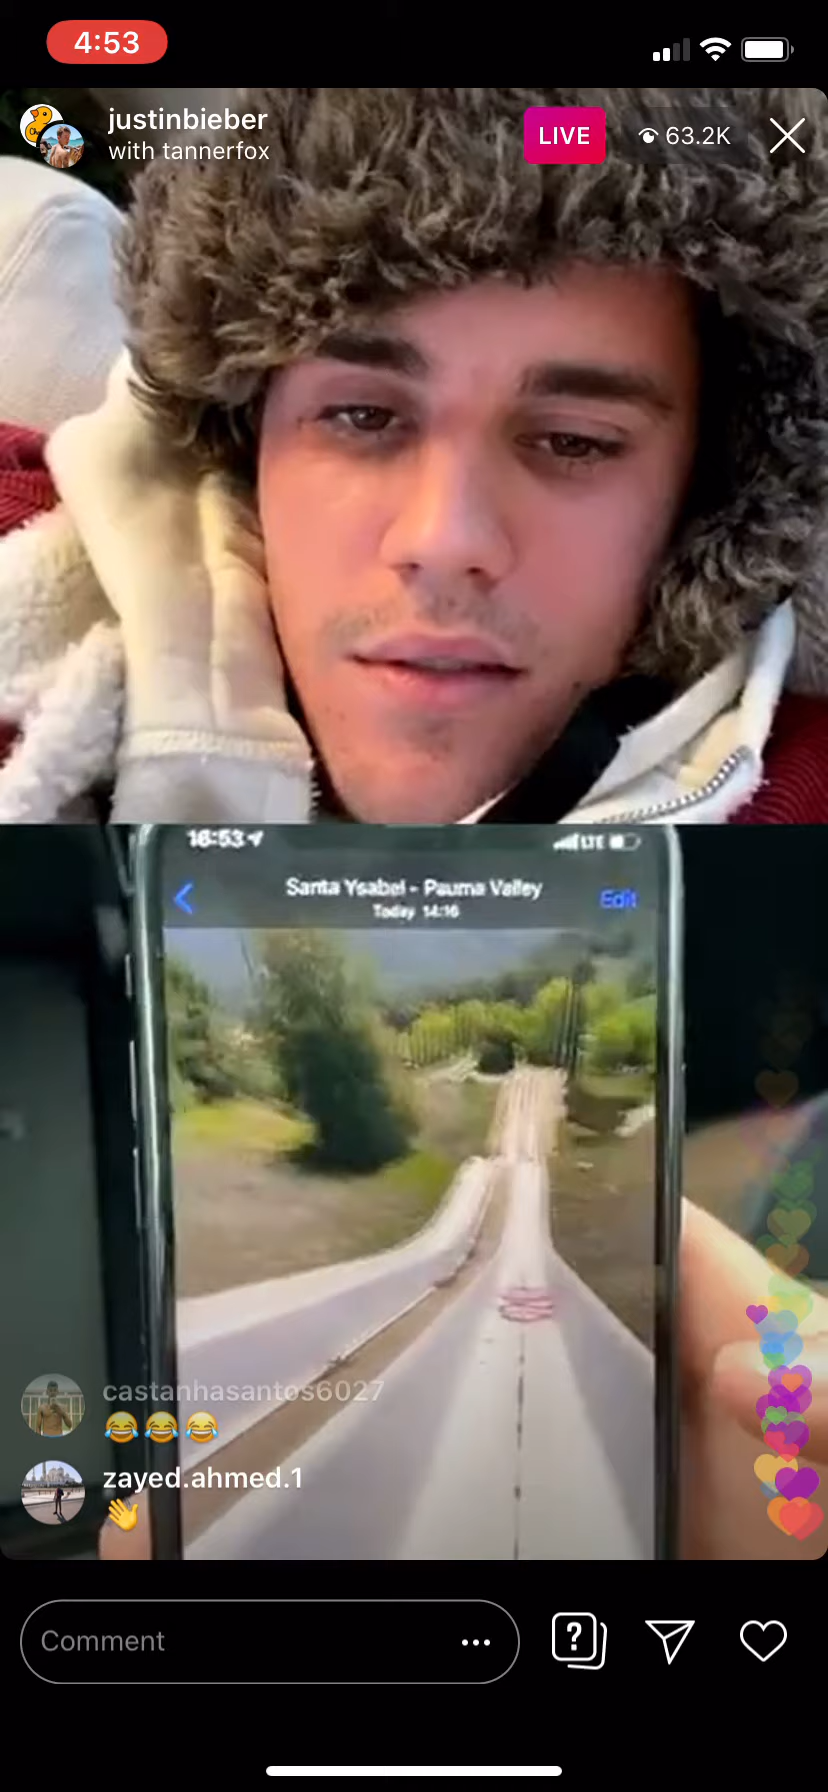 4:53
justinbieber
with tannerfox
LIVE
63.2K
16:53
LTE
Santa Ysabel - Pauma Valley
Today 14:16
Edit
castanhasantos6027
😂😂😂
zayed.ahmed.1
👋
Comment
?